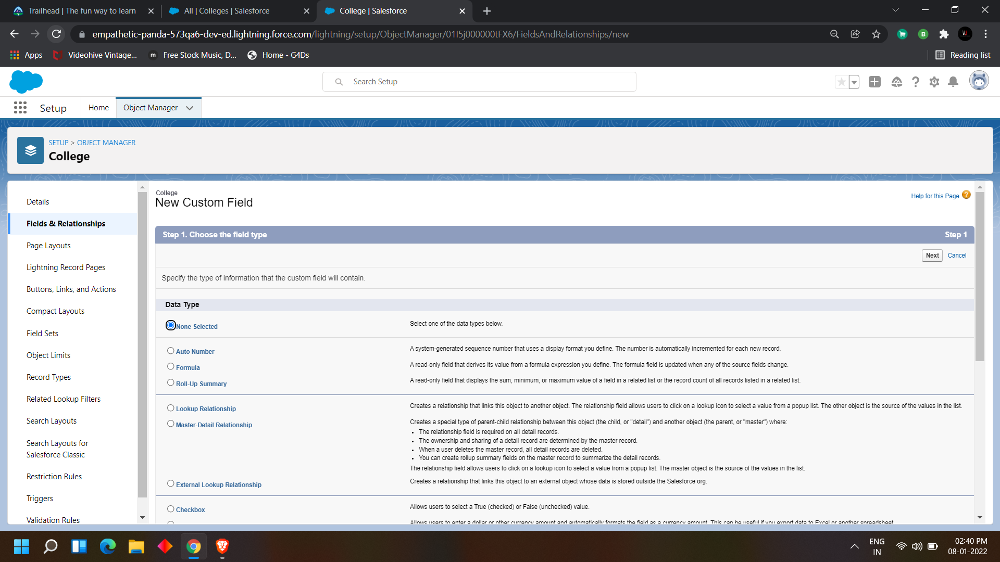 Trailhead | The fun way to learn
All | Colleges | Salesforce
College | Salesforce
empathetic-panda-573qa6-dev-ed.lightning.force.com/lightning/setup/ObjectManager/01I5j000000tFX6/FieldsAndRelationships/new
Apps
Videohive Vintage...
Free Stock Music, D...
Home - G4Ds
Reading list
Search Setup
Setup
Home
Object Manager
SETUP > OBJECT MANAGER
College
Details
Fields & Relationships
Page Layouts
Lightning Record Pages
Buttons, Links, and Actions
Compact Layouts
Field Sets
Object Limits
Record Types
Related Lookup Filters
Search Layouts
Search Layouts for
Salesforce Classic
Restriction Rules
Triggers
Validation Rules
College
New Custom Field
Help for this Page
Step 1. Choose the field type
Step 1
Next
Cancel
Specify the type of information that the custom field will contain.
Data Type
None Selected
Select one of the data types below.
Auto Number
A system-generated sequence number that uses a display format you define. The number is automatically incremented for each new record.
Formula
A read-only field that derives its value from a formula expression you define. The formula field is updated when any of the source fields change.
Roll-Up Summary
A read-only field that displays the sum, minimum, or maximum value of a field in a related list or the record count of all records listed in a related list.
Lookup Relationship
Creates a relationship that links this object to another object. The relationship field allows users to click on a lookup icon to select a value from a popup list. The other object is the source of the values in the list.
Master-Detail Relationship
Creates a special type of parent-child relationship between this object (the child, or "detail") and another object (the parent, or "master") where:
• The relationship field is required on all detail records.
• The ownership and sharing of a detail record are determined by the master record.
• When a user deletes the master record, all detail records are deleted.
• You can create rollup summary fields on the master record to summarize the detail records.
The relationship field allows users to click on a lookup icon to select a value from a popup list. The master object is the source of the values in the list.
External Lookup Relationship
Creates a relationship that links this object to an external object whose data is stored outside the Salesforce org.
Checkbox
Allows users to select a True (checked) or False (unchecked) value.
Allows users to enter a dollar or other currency amount and automatically formats the field as a currency amount. This can be useful if you export data to Excel or another spreadsheet.
ENG
IN
02:40 PM
08-01-2022